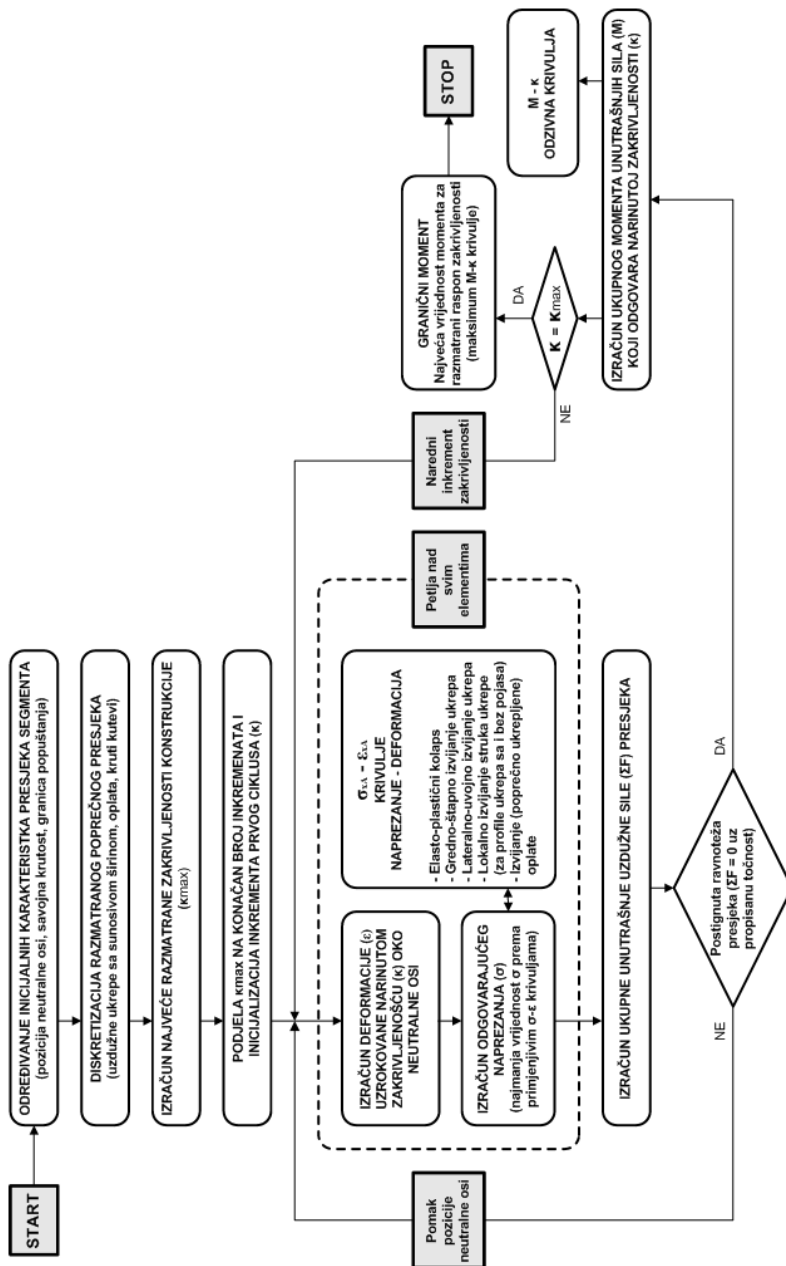 START
ODREĐIVANJE INICIJALNIH KARAKTERISTKA PRESJEKA SEGMENTA
(pozicija neutralne osi, savojna krutost, granica popuštanja)
DISKRETIZACIJA RAZMATRANOG POPREČNOG PRESJEKA
(uzdužne ukrepe sa sunosivom širinom, oplata, kruti kutevi)
IZRAČUN NAJVEĆE RAZMATRANE ZAKRIVLJENOSTI KONSTRUKCIJE
(κmax)
PODJELA κmax NA KONAČAN BROJ INKREMENATA I
INICIJALIZACIJA INKREMENTA PRVOG CIKLUSA (κ)
Pomak
pozicije
neutralne osi
IZRAČUN DEFORMACIJE (ε)
UZROKOVANE NARINUTOM
ZAKRIVLJENOŠĆU (κ) OKO
NEUTRALNE OSI
IZRAČUN ODGOVARAJUĆEG
NAPREZANJA (σ)
(najmanja vrijednost σ prema
primjenjivim σ-ε krivuljama)
σxA - εxA
KRIVULJE
NAPREZANJE - DEFORMACIJA
- Elasto-plastični kolaps
- Gredno-štapno izvijanje ukrepa
- Lateralno-uvojno izvijanje ukrepa
- Lokalno izvijanje struka ukrepe
(za profile ukrepa sa i bez pojasa)
- Izvijanje (poprečno ukrepljene)
oplate
Petlja nad
svim
elementima
Naredni
inkrement
zakrivljenosti
IZRAČUN UKUPNE UNUTRAŠNJE UZDUŽNE SILE (ΣF) PRESJEKA
Postignuta ravnoteža
presjeka (ΣF = 0 uz
propisanu točnost)
NE
DA
IZRAČUN UKUPNOG MOMENTA UNUTRAŠNJIH SILA (M)
KOJI ODGOVARA NARINUTOJ ZAKRIVLJENOSTI (κ)
κ = κmax
NE
DA
M - κ
ODZIVNA KRIVULJA
GRANIČNI MOMENT
Najveća vrijednost momenta za
razmatrani raspon zakrivljenosti
(maksimum M-κ krivulje)
STOP